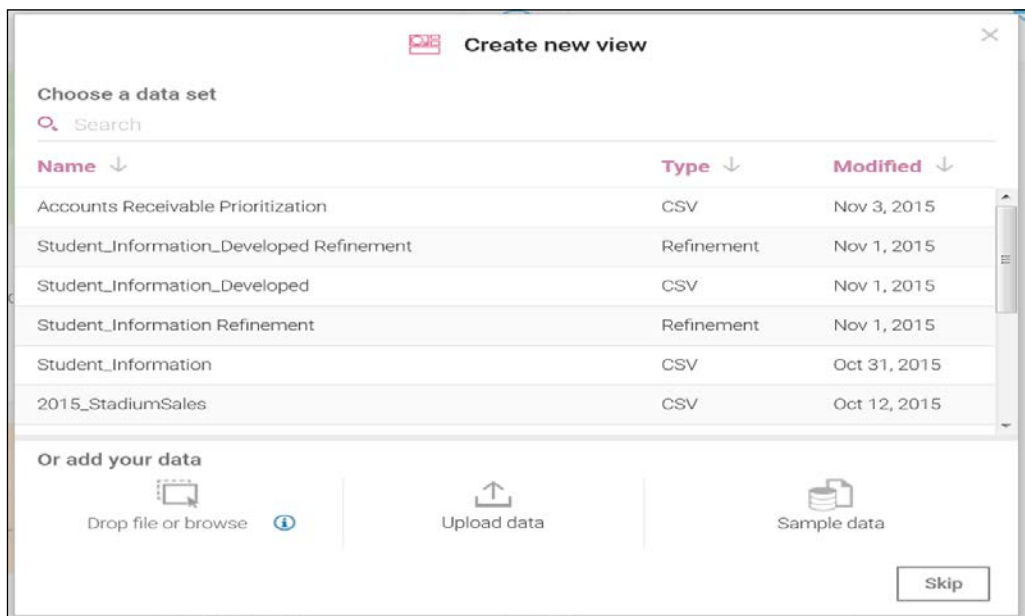 Create new view
Choose a data set
Search
Name Type Modified
Accounts Receivable Prioritization CSV Nov 3, 2015
Student_Information_Developed Refinement Refinement Nov 1, 2015
Student_Information_Developed CSV Nov 1, 2015
Student_Information Refinement Refinement Nov 1, 2015
Student_Information CSV Oct 31, 2015
2015_StadiumSales CSV Oct 12, 2015
Or add your data
Drop file or browse Upload data Sample data
Skip